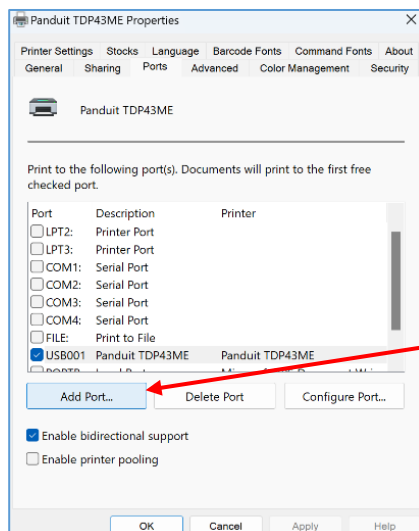 Panduit TDP43ME Properties
Printer Settings Stocks Language Barcode Fonts Command Fonts About
General Sharing Ports Advanced Color Management Security
Panduit TDP43ME
Print to the following port(s). Documents will print to the first free
checked port.
Port Description Printer
LPT2: Printer Port
LPT3: Printer Port
COM1: Serial Port
COM2: Serial Port
COM3: Serial Port
COM4: Serial Port
FILE: Print to File
USB001 Panduit TDP43ME Panduit TDP43ME
Add Port... Delete Port Configure Port...
Enable bidirectional support
Enable printer pooling
OK Cancel Apply Help